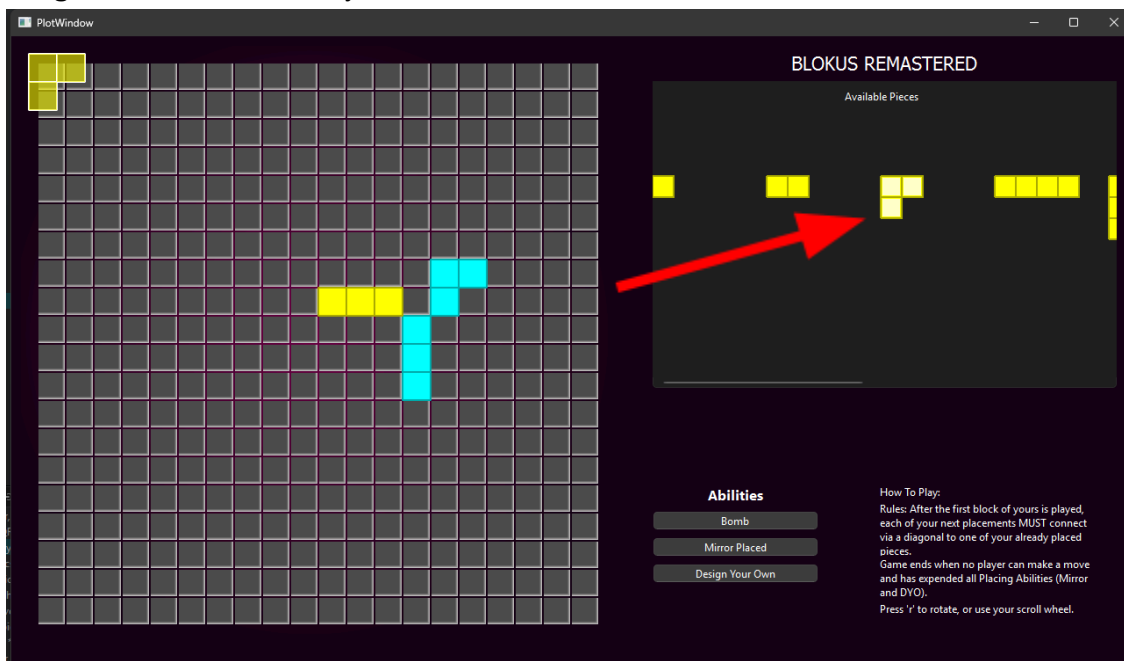 PlotWindow
BLOKUS REMASTERED
Available Pieces
Abilities
Bomb
Mirror Placed
Design Your Own
How To Play:
Rules: After the first block of yours is played,
each of your next placements MUST connect
via a diagonal to one of your already placed
pieces.
Game ends when no player can make a move
and has expended all Placing Abilities (Mirror
and DYO).
Press 'r' to rotate, or use your scroll wheel.